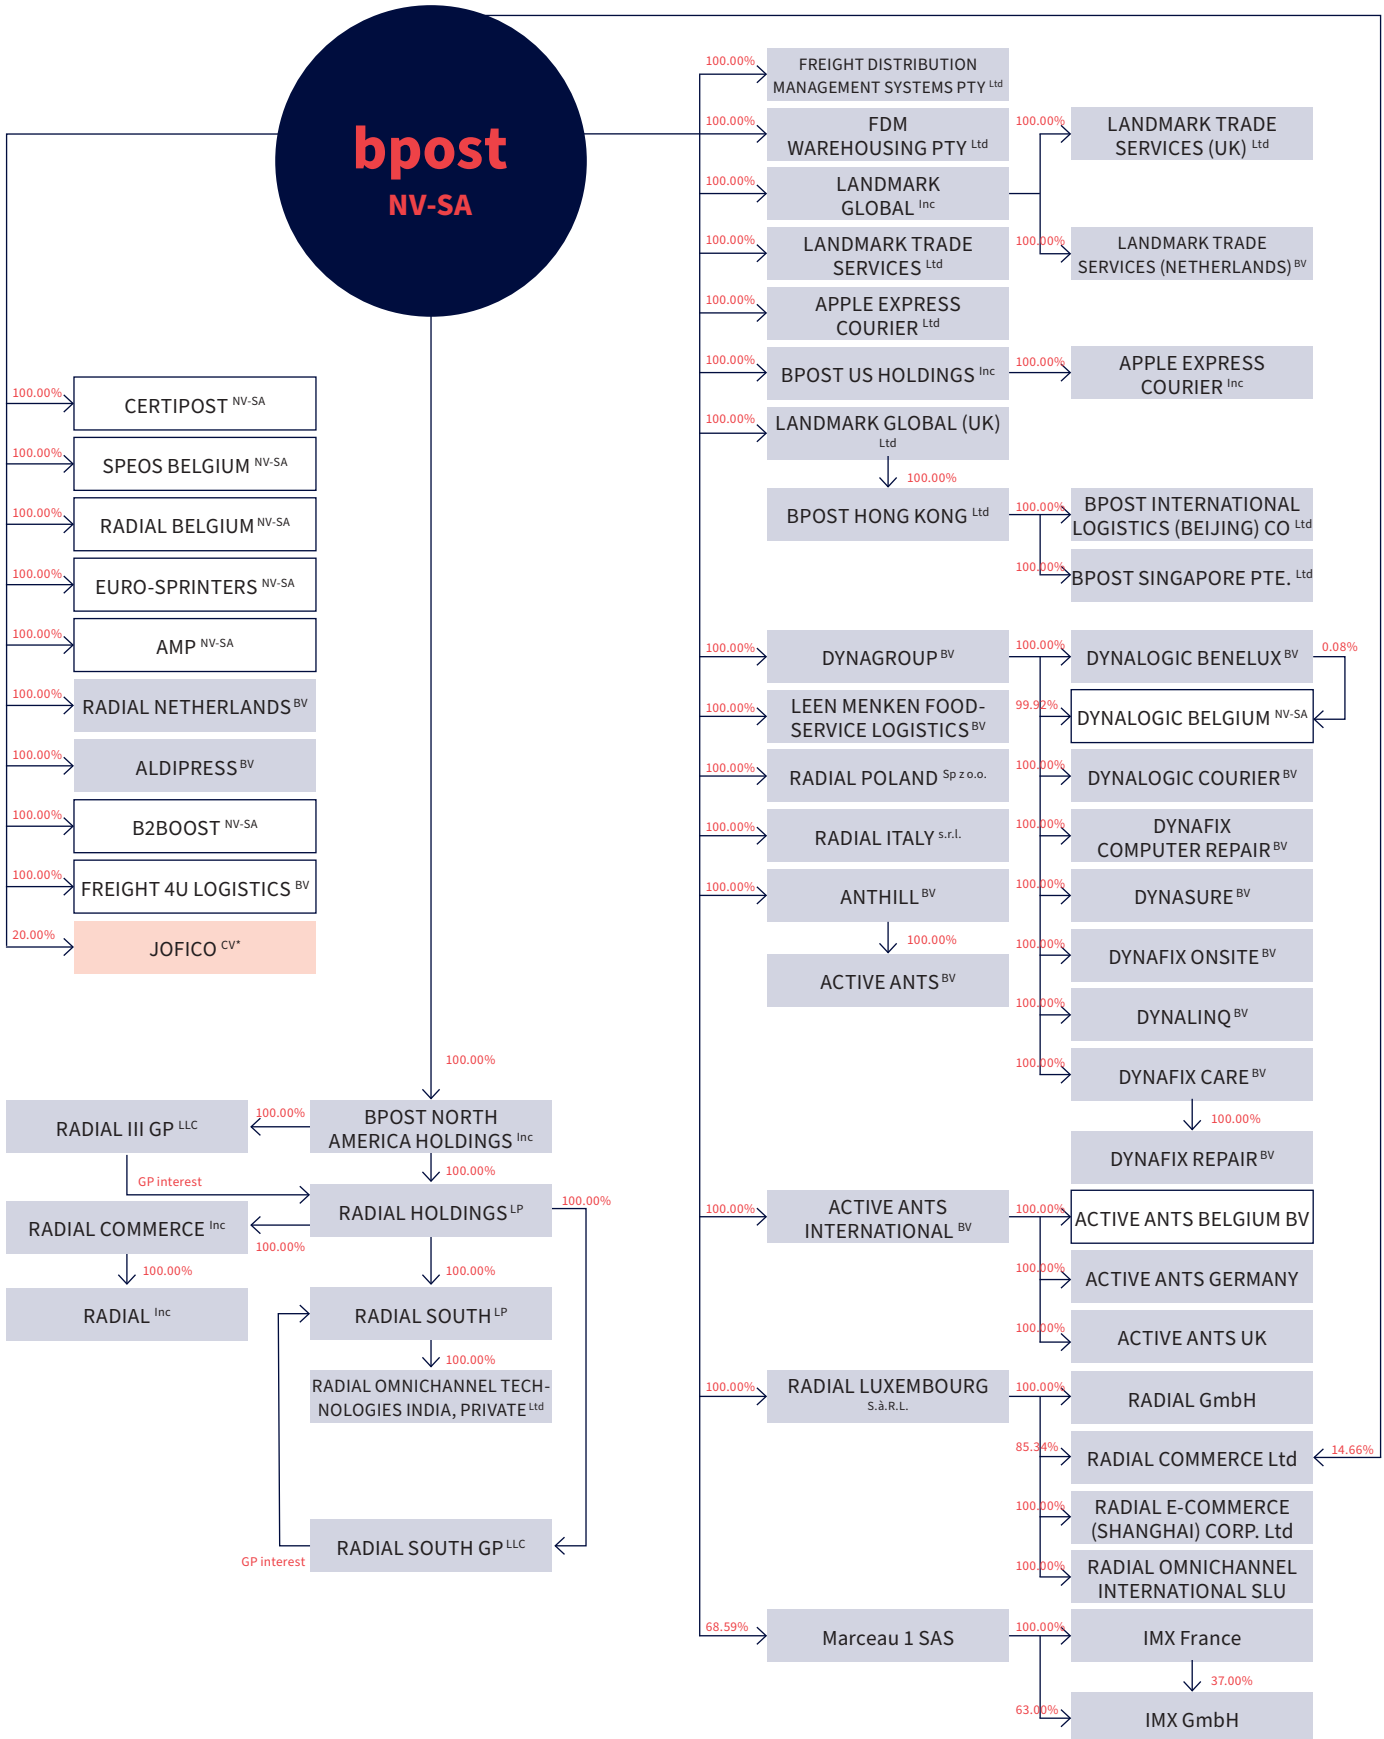 bpost
NV-SA
100.00%
CERTIPOST NV-SA
100.00%
SPEOS BELGIUM NV-SA
100.00%
RADIAL BELGIUM NV-SA
100.00%
EURO-SPRINTERS NV-SA
100.00%
AMP NV-SA
100.00%
RADIAL NETHERLANDS BV
100.00%
ALDIPRESS BV
100.00%
B2BOOST NV-SA
100.00%
FREIGHT 4U LOGISTICS BV
20.00%
JOFICO CV*
100.00%
BPOST NORTH
AMERICA HOLDINGS Inc
100.00%
RADIAL III GP LLC
GP interest
100.00%
RADIAL HOLDINGS LP
100.00%
100.00%
RADIAL COMMERCE Inc
100.00%
RADIAL Inc
100.00%
RADIAL SOUTH LP
100.00%
RADIAL OMNICHANNEL TECH-
NOLOGIES INDIA, PRIVATE Ltd
RADIAL SOUTH GP LLC
GP interest
100.00%
FREIGHT DISTRIBUTION
MANAGEMENT SYSTEMS PTY Ltd
100.00%
FDM
WAREHOUSING PTY Ltd
100.00%
LANDMARK
GLOBAL Inc
100.00%
LANDMARK TRADE
SERVICES (UK) Ltd
100.00%
LANDMARK TRADE
SERVICES (NETHERLANDS) BV
100.00%
LANDMARK TRADE
SERVICES Ltd
100.00%
APPLE EXPRESS
COURIER Ltd
100.00%
BPOST US HOLDINGS Inc
100.00%
APPLE EXPRESS
COURIER Inc
100.00%
LANDMARK GLOBAL (UK)
Ltd
100.00%
BPOST HONG KONG Ltd
100.00%
BPOST INTERNATIONAL
LOGISTICS (BEIJING) CO Ltd
100.00%
BPOST SINGAPORE PTE. Ltd
100.00%
DYNAGROUP BV
100.00%
DYNALOGIC BENELUX BV
0.08%
99.92%
DYNALOGIC BELGIUM NV-SA
100.00%
DYNALOGIC COURIER BV
100.00%
DYNAFIX
COMPUTER REPAIR BV
100.00%
DYNASURE BV
100.00%
DYNAFIX ONSITE BV
100.00%
DYNALINQ BV
100.00%
DYNAFIX CARE BV
100.00%
DYNAFIX REPAIR BV
100.00%
LEEN MENKEN FOOD-
SERVICE LOGISTICS BV
100.00%
RADIAL POLAND Sp z o.o.
100.00%
RADIAL ITALY s.r.l.
100.00%
ANTHILL BV
100.00%
ACTIVE ANTS BV
100.00%
ACTIVE ANTS
INTERNATIONAL BV
100.00%
ACTIVE ANTS BELGIUM BV
100.00%
ACTIVE ANTS GERMANY
100.00%
ACTIVE ANTS UK
100.00%
RADIAL LUXEMBOURG
S.à.R.L.
100.00%
RADIAL GmbH
85.34%
RADIAL COMMERCE Ltd
14.66%
100.00%
RADIAL E-COMMERCE
(SHANGHAI) CORP. Ltd
100.00%
RADIAL OMNICHANNEL
INTERNATIONAL SLU
68.59%
Marceau 1 SAS
100.00%
IMX France
37.00%
63.00%
IMX GmbH